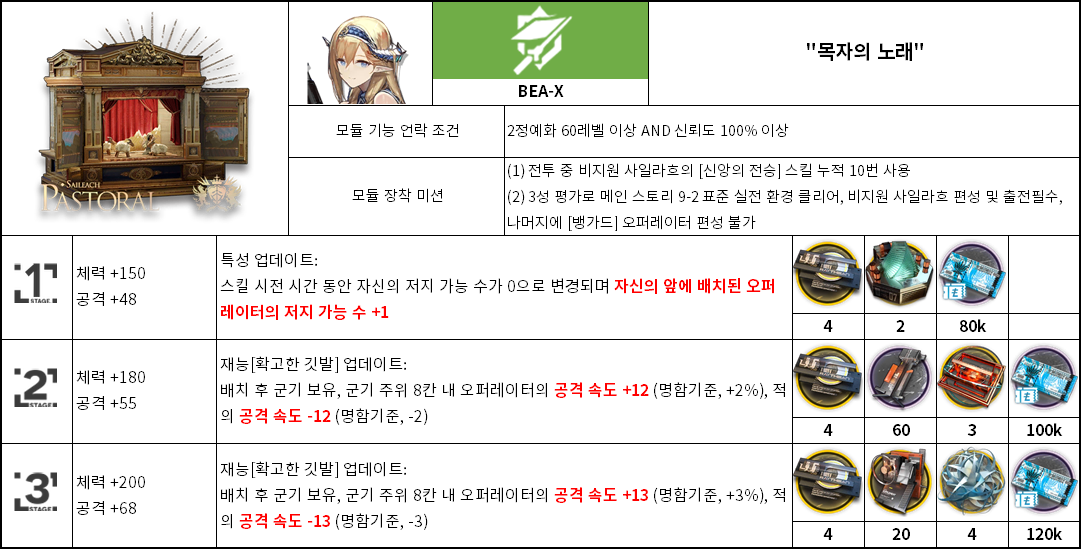 SAILEACH
PASTORAL
BEA-X
"목자의 노래"
모듈 기능 언락 조건
2정예화 60레벨 이상 AND 신뢰도 100% 이상
모듈 장착 미션
(1) 전투 중 비지원 사일라흐의 [신앙의 전승] 스킬 누적 10번 사용
(2) 3성 평가로 메인 스토리 9-2 표준 실전 환경 클리어, 비지원 사일라흐 편성 및 출전필수,
나머지에 [뱅가드] 오퍼레이터 편성 불가
1
STAGE
체력 +150
공격 +48
특성 업데이트:
스킬 시전 시간 동안 자신의 저지 가능 수가 0으로 변경되며 자신의 앞에 배치된 오퍼
레이터의 저지 가능 수 +1
4
2
80k
2
STAGE
체력 +180
공격 +55
재능[확고한 깃발] 업데이트:
배치 후 군기 보유, 군기 주위 8칸 내 오퍼레이터의 공격 속도 +12 (명함기준, +2%), 적
의 공격 속도 -12 (명함기준, -2)
4
60
3
100k
3
STAGE
체력 +200
공격 +68
재능[확고한 깃발] 업데이트:
배치 후 군기 보유, 군기 주위 8칸 내 오퍼레이터의 공격 속도 +13 (명함기준, +3%), 적
의 공격 속도 -13 (명함기준, -3)
4
20
4
120k